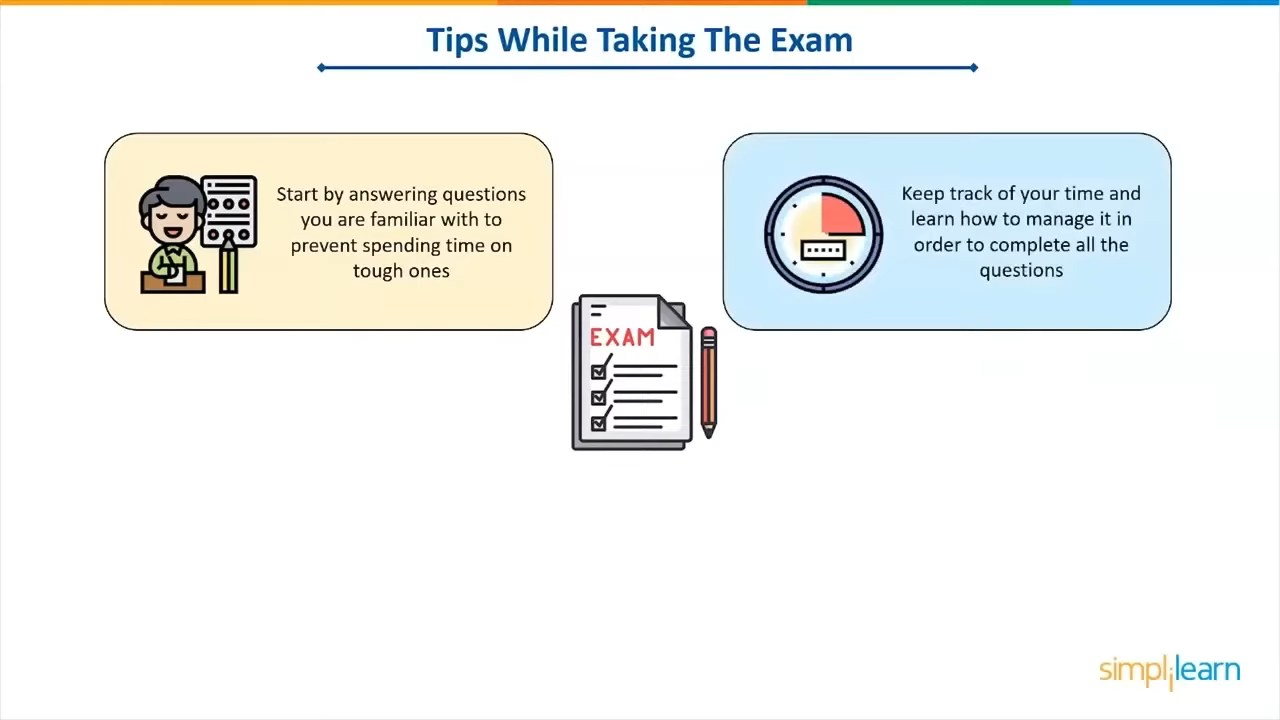 Tips While Taking The Exam
Start by answering questions
you are familiar with to
prevent spending time on
tough ones
Keep track of your time and
learn how to manage it in
order to complete all the
questions
EXAM
simplilearn